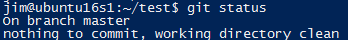 jim@ubuntu16s1:~/test$ git status
On branch master
nothing to commit, working directory clean